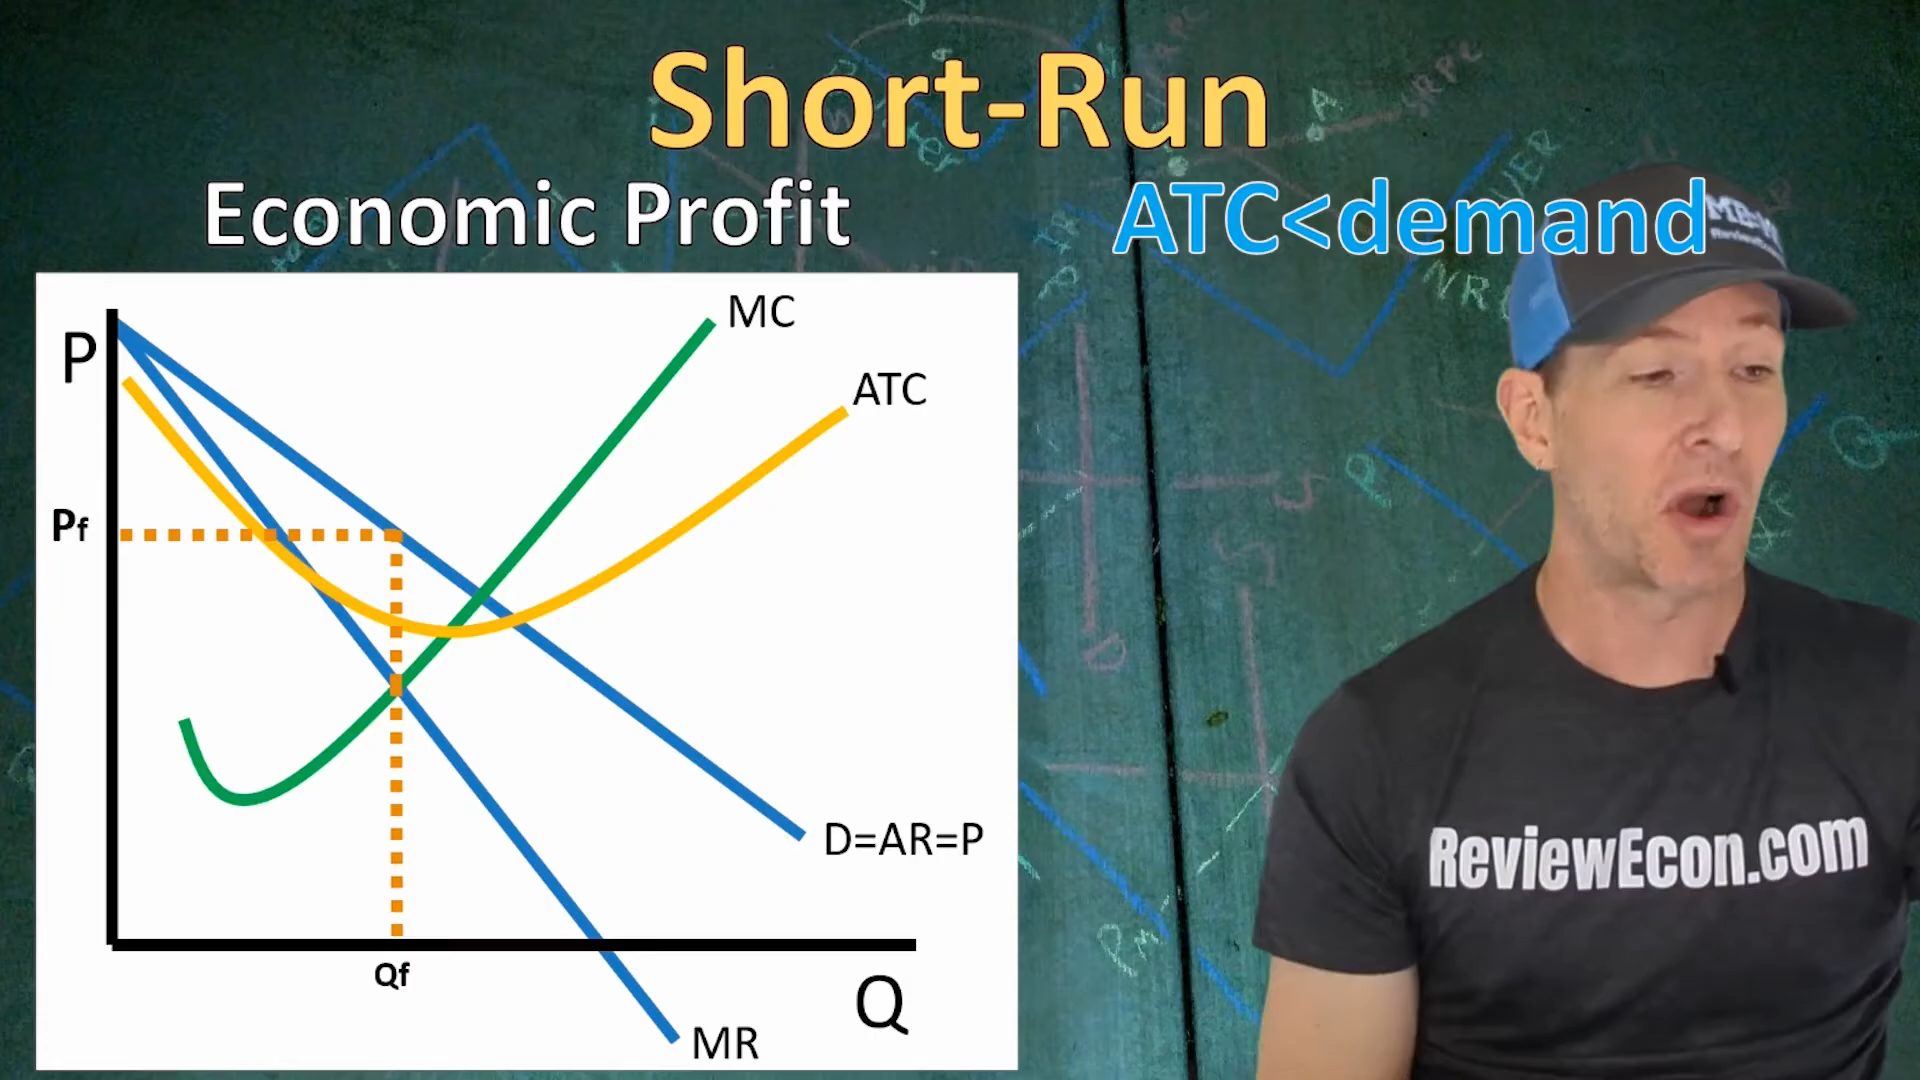 Short-Run
Economic Profit
ATC<demand
MC
P
ATC
Pf
D=AR=P
Qf
Q
MR
ReviewEcon.com